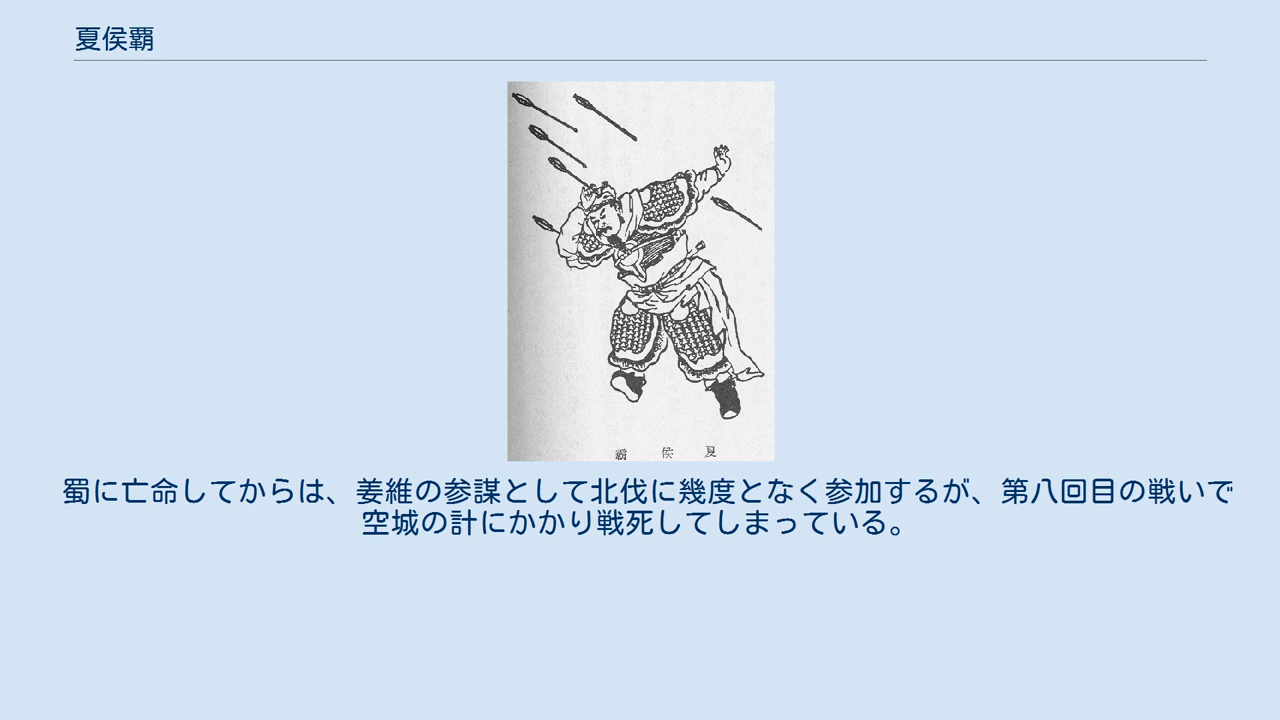 夏侯覇
夏侯霸
蜀に亡命してからは、姜維の参謀として北伐に幾度となく参加するが、第八回目の戦いで
空城の計にかかり戦死してしまっている。